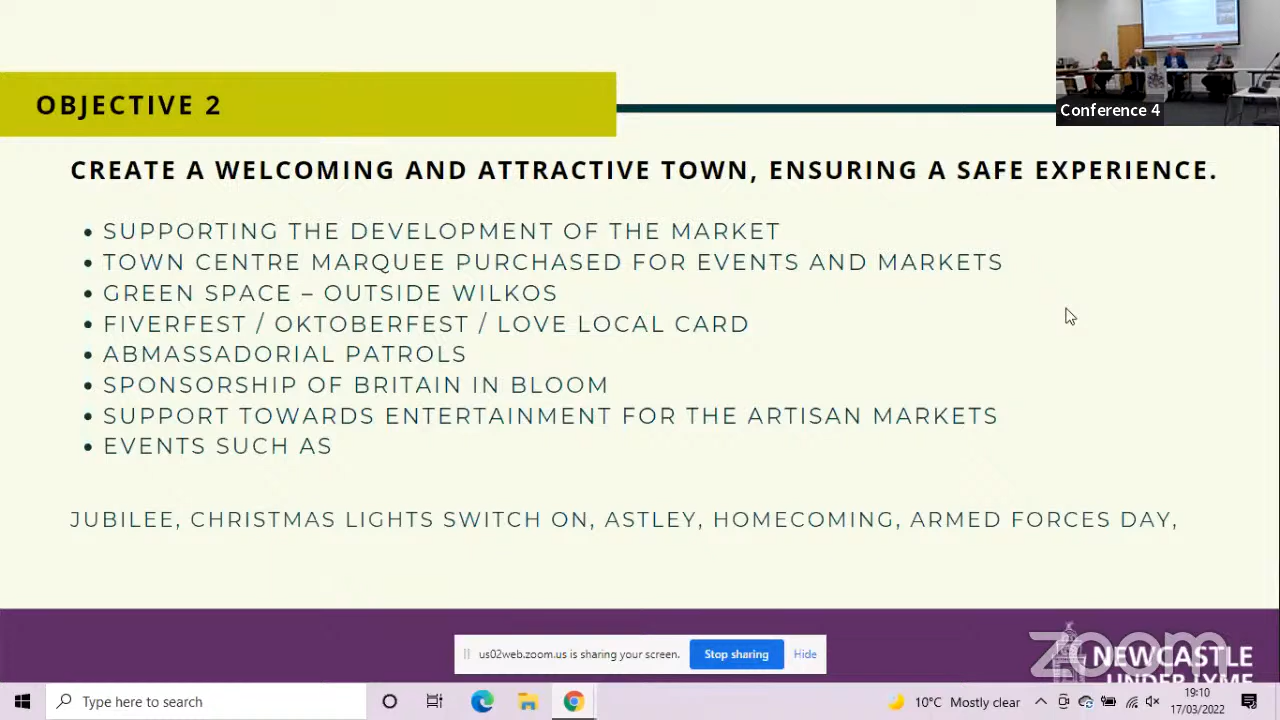 OBJECTIVE 2
Conference 4
CREATE A WELCOMING AND ATTRACTIVE TOWN, ENSURING A SAFE EXPERIENCE.
• SUPPORTING THE DEVELOPMENT OF THE MARKET
• TOWN CENTRE MARQUEE PURCHASED FOR EVENTS AND MARKETS
• GREEN SPACE – OUTSIDE WILKOS
• FIVERFEST / OKTOBERFEST / LOVE LOCAL CARD
• ABMASSADORIAL PATROLS
• SPONSORSHIP OF BRITAIN IN BLOOM
• SUPPORT TOWARDS ENTERTAINMENT FOR THE ARTISAN MARKETS
• EVENTS SUCH AS
JUBILEE, CHRISTMAS LIGHTS SWITCH ON, ASTLEY, HOMECOMING, ARMED FORCES DAY,
us02web.zoom.us is sharing your screen.
Stop sharing
Hide
zoom
NEWCASTLE
UNDER LYME
Type here to search
10°C Mostly clear
19:10
17/03/2022